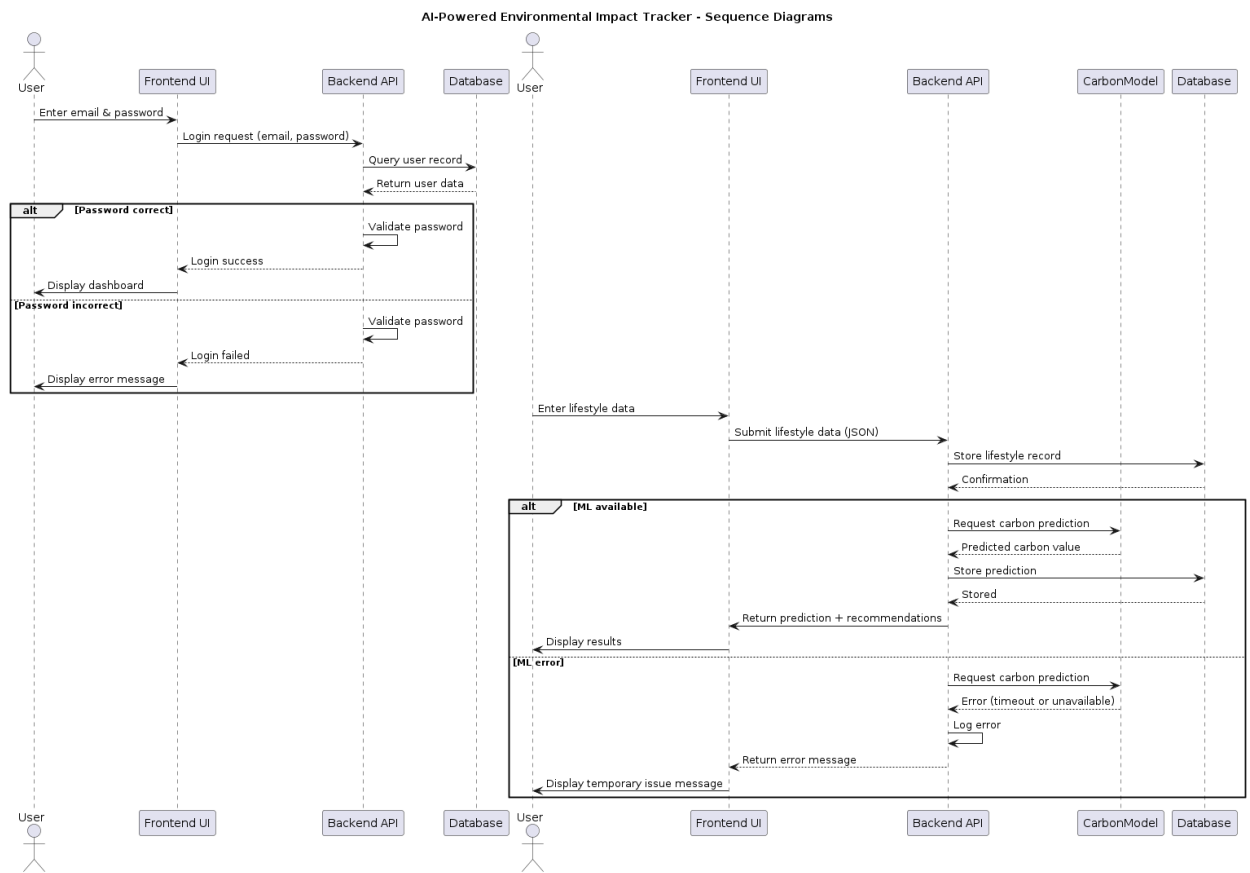 AI-Powered Environmental Impact Tracker - Sequence Diagrams
User
Frontend UI
Backend API
Database
User
Frontend UI
Backend API
CarbonModel
Database
Enter email & password
Login request (email, password)
Query user record
Return user data
alt
[Password correct]
Validate password
Login success
Display dashboard
[Password incorrect]
Validate password
Login failed
Display error message
Enter lifestyle data
Submit lifestyle data (JSON)
Store lifestyle record
Confirmation
alt
[ML available]
Request carbon prediction
Predicted carbon value
Store prediction
Stored
Return prediction + recommendations
Display results
[ML error]
Request carbon prediction
Error (timeout or unavailable)
Log error
Return error message
Display temporary issue message
User
Frontend UI
Backend API
Database
User
Frontend UI
Backend API
CarbonModel
Database